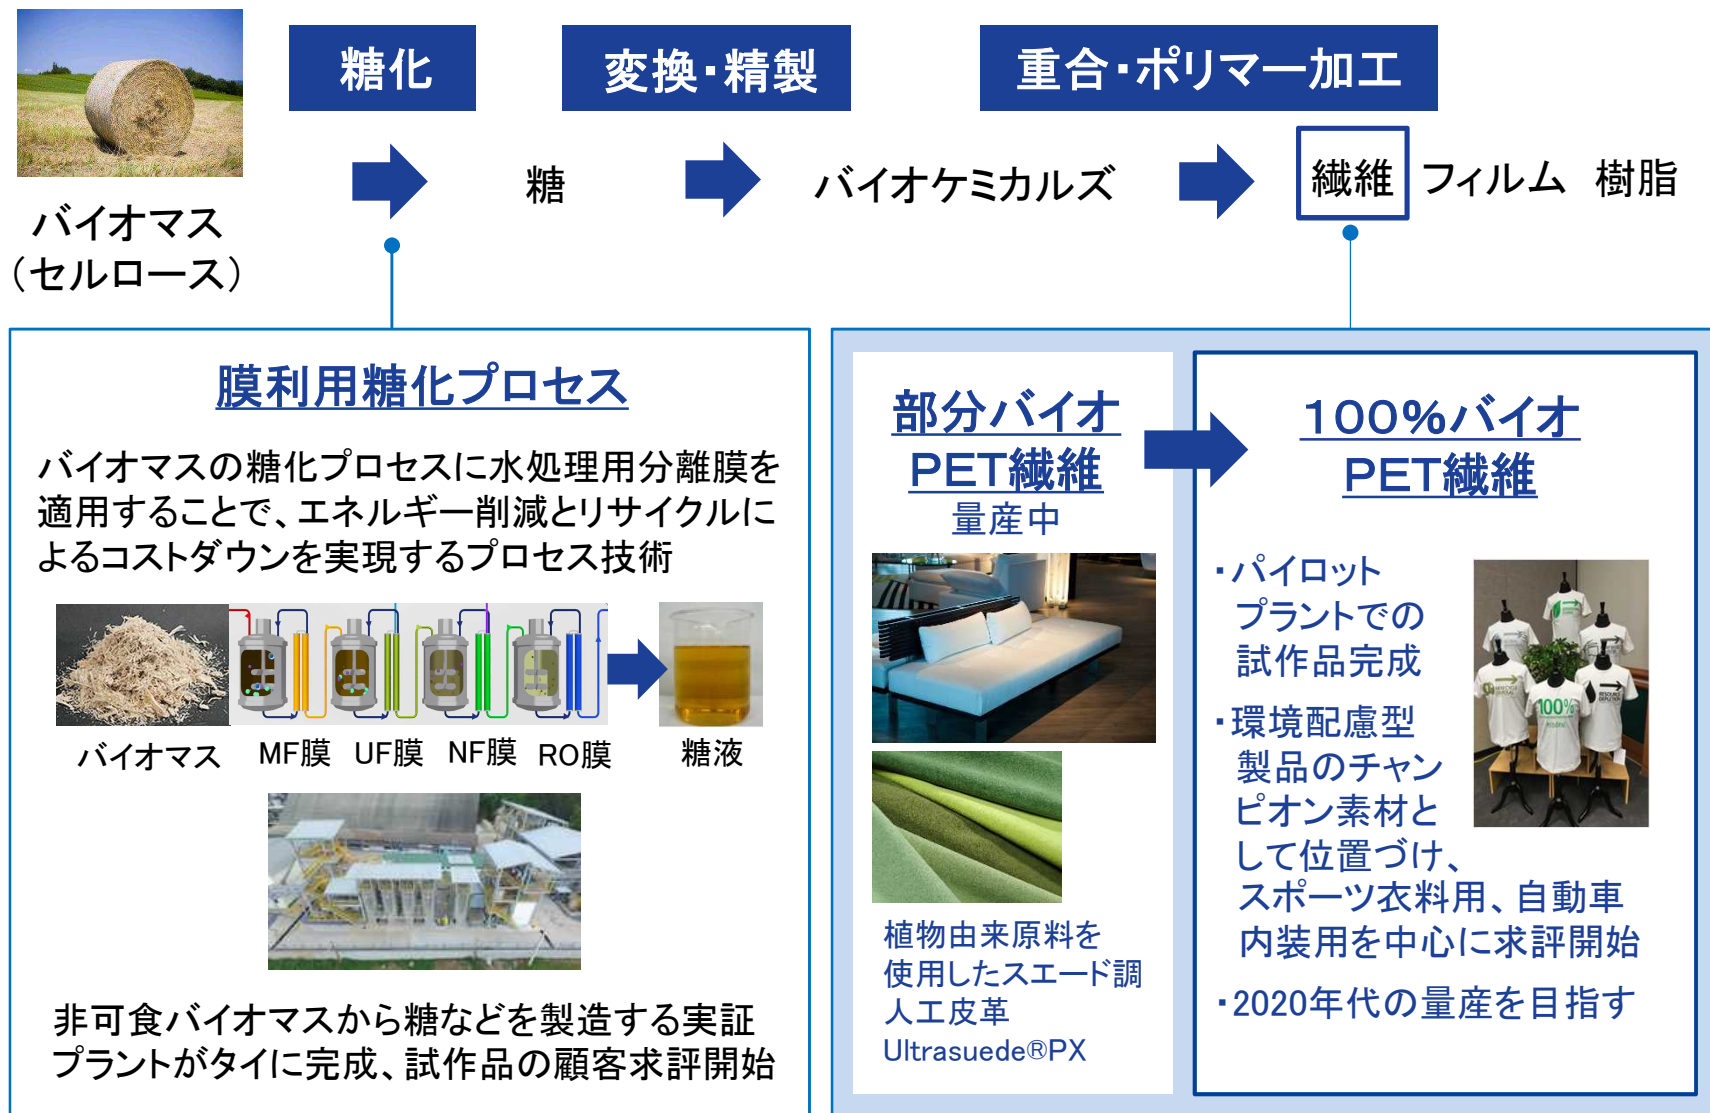 糖化
変換・精製
重合・ポリマー加工
バイオマス
（セルロース）
糖
バイオケミカルズ
繊維 フィルム 樹脂
膜利用糖化プロセス
バイオマスの糖化プロセスに水処理用分離膜を
適用することで、エネルギー削減とリサイクルに
よるコストダウンを実現するプロセス技術
バイオマス
MF膜
UF膜
NF膜
RO膜
糖液
非可食バイオマスから糖などを製造する実証
プラントがタイに完成、試作品の顧客求評開始
部分バイオ
PET繊維
量産中
植物由来原料を
使用したスエード調
人工皮革
Ultrasuede®PX
100%バイオ
PET繊維
・パイロット
プラントでの
試作品完成
・環境配慮型
製品のチャン
ピオン素材と
して位置づけ、
スポーツ衣料用、自動車
内装用を中心に求評開始
・2020年代の量産を目指す
100%
RESOURCE
DEPLETION